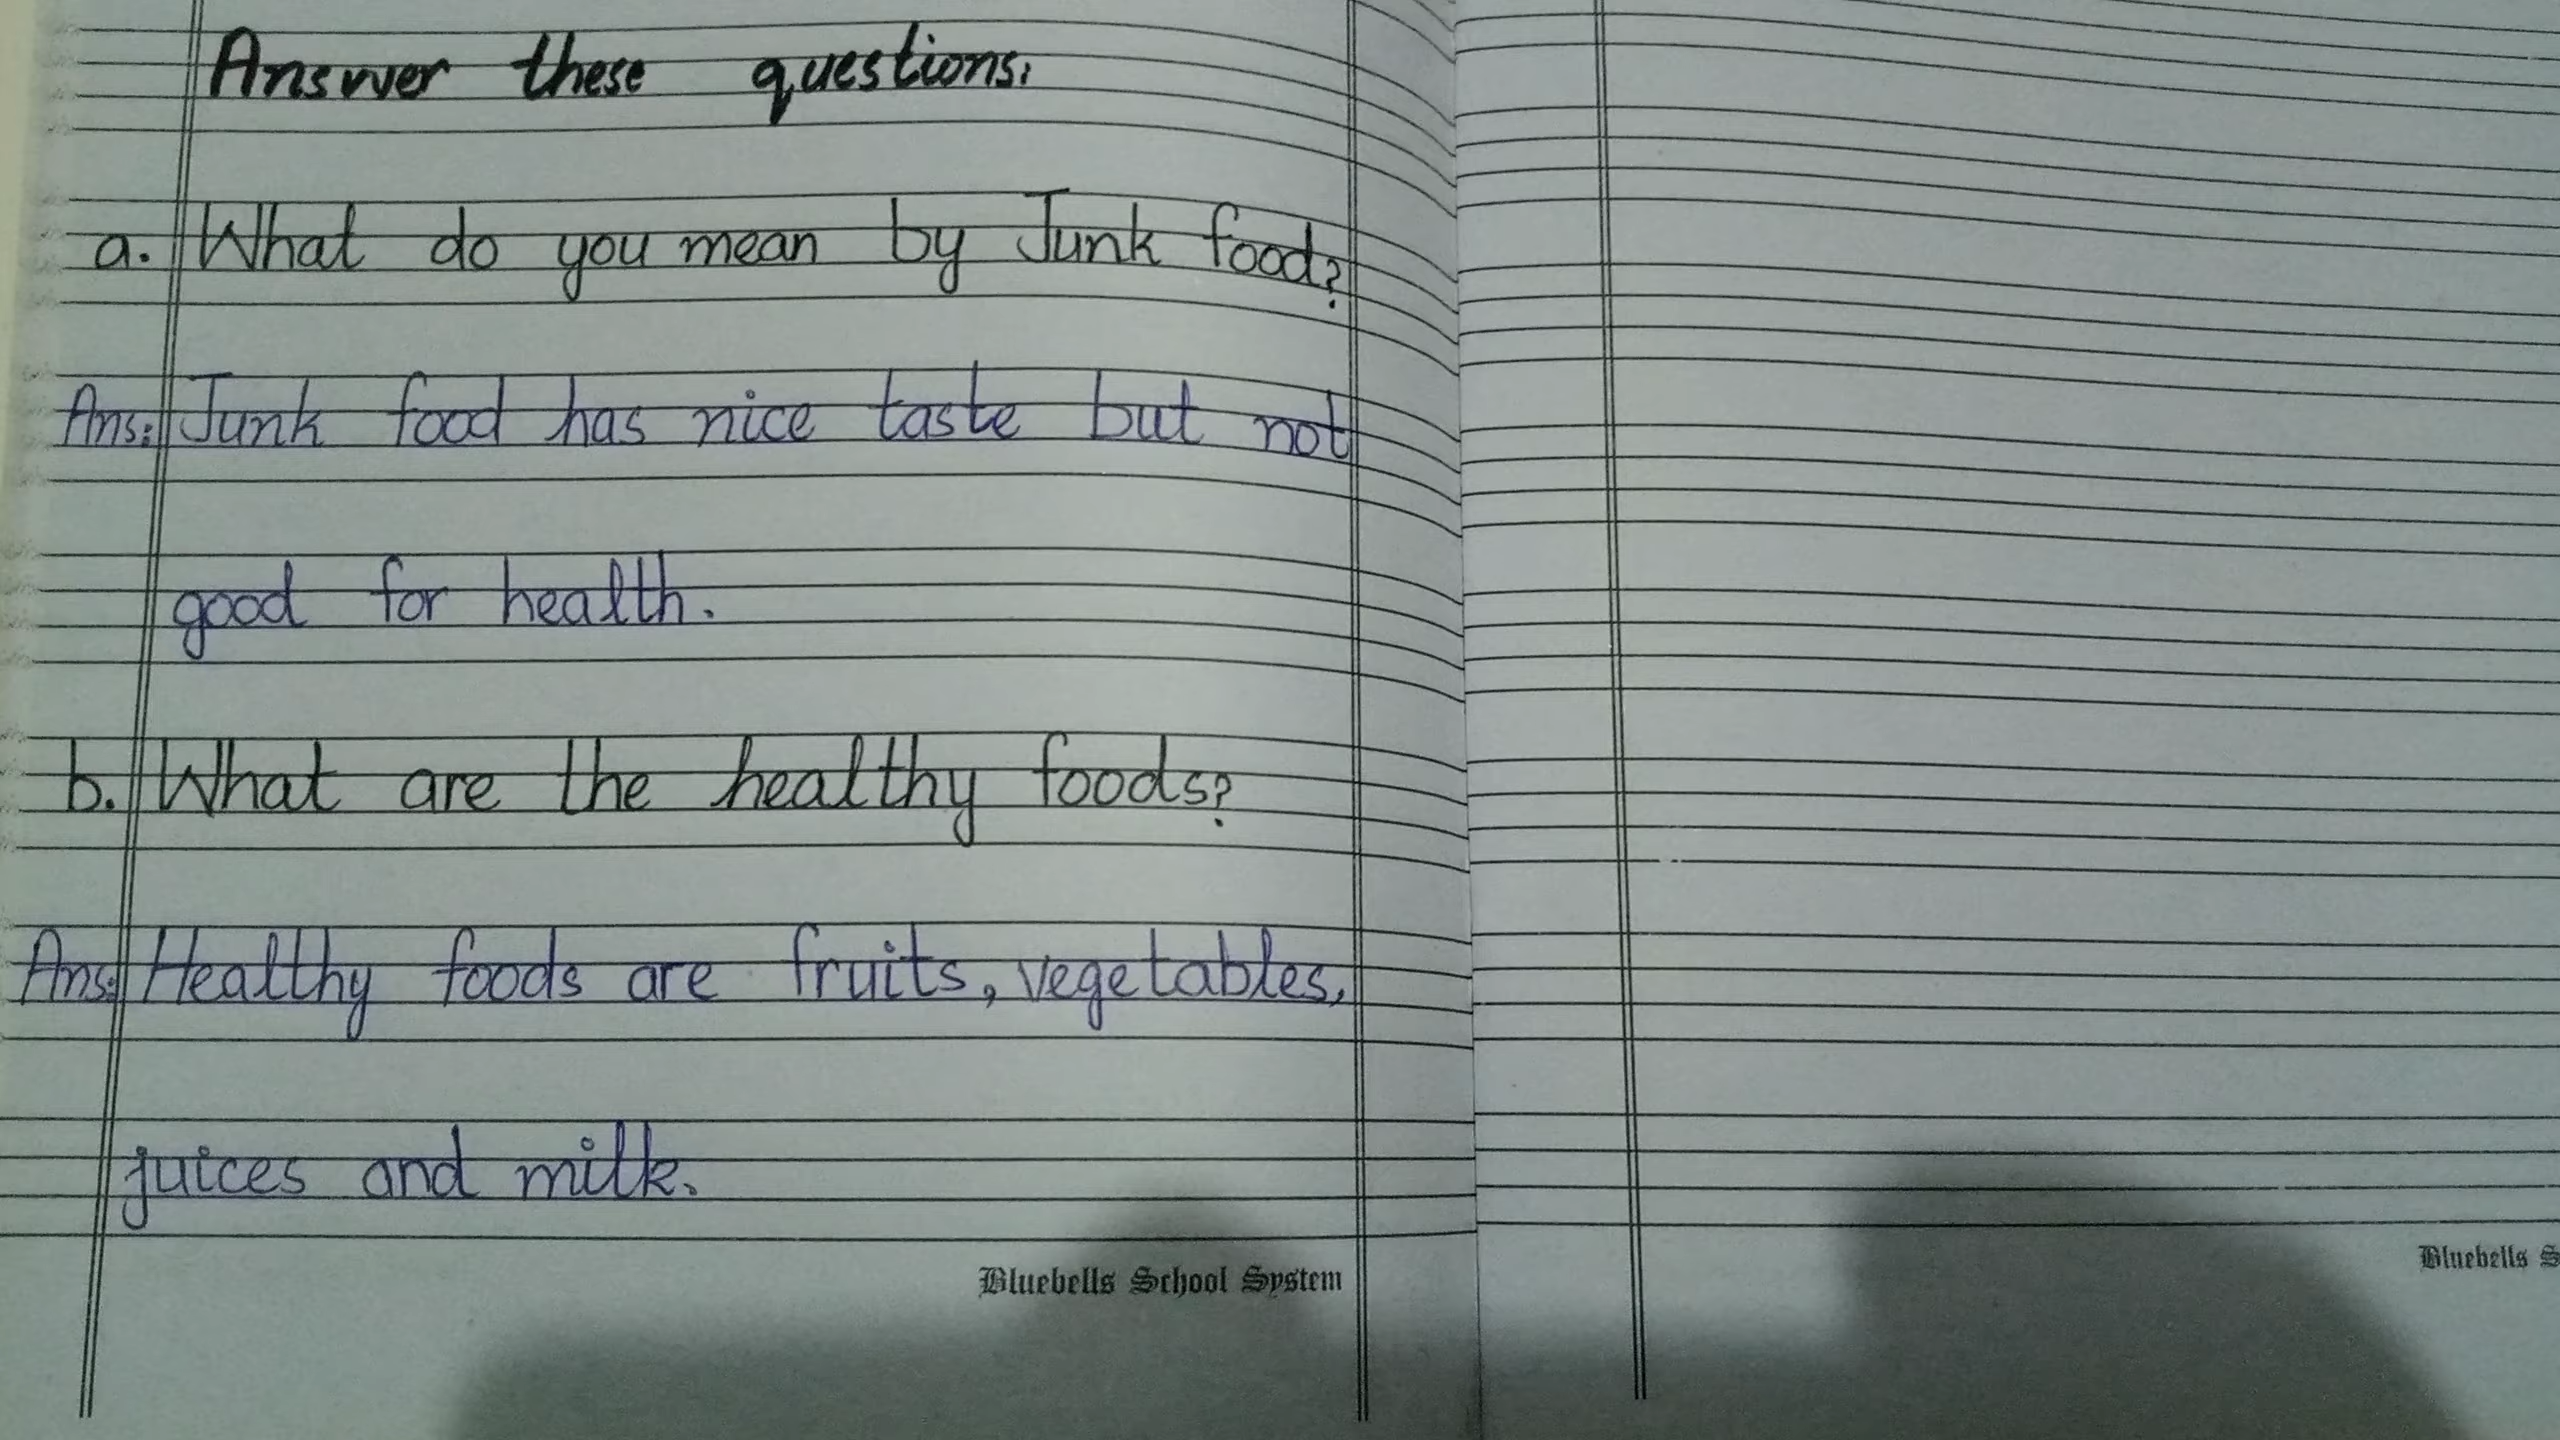 Answer these questions.
a. What do you mean by Junk food?
Ans: Junk food has nice taste but not
good for health.
b. What are the healthy foods?
Ans: Healthy foods are fruits, vegetables,
juices and milk.
Bluebells School System
Bluebells S